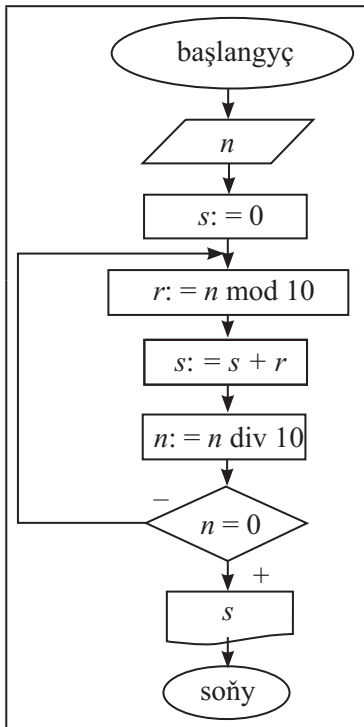 başlangyç
n
s: = 0
r: = n mod 10
s: = s + r
n: = n div 10
–
n = 0
+
s
soňy